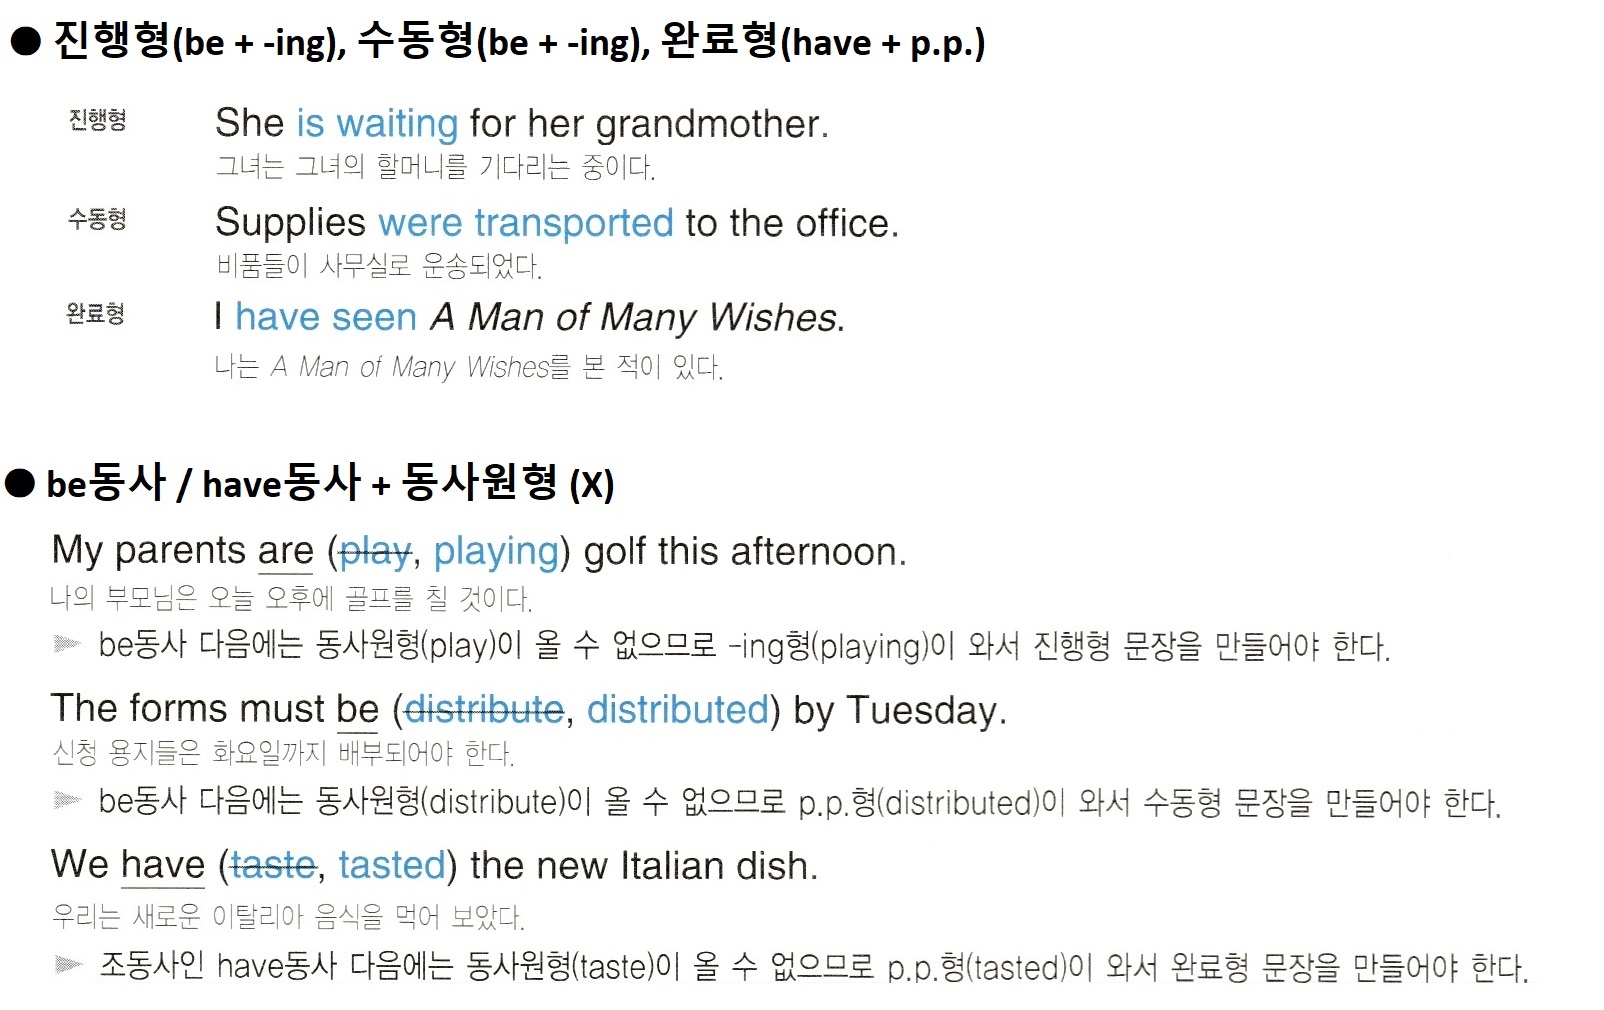 ● 진행형(be + -ing), 수동형(be + -ing), 완료형(have + p.p.)
진행형 She is waiting for her grandmother.
그녀는 그녀의 할머니를 기다리는 중이다.
수동형 Supplies were transported to the office.
비품들이 사무실로 운송되었다.
완료형 I have seen A Man of Many Wishes.
나는 A Man of Many Wishes를 본 적이 있다.
● be동사 / have동사 + 동사원형 (X)
My parents are (play, playing) golf this afternoon.
나의 부모님은 오늘 오후에 골프를 칠 것이다.
be동사 다음에는 동사원형(play)이 올 수 없으므로 -ing형(playing)이 와서 진행형 문장을 만들어야 한다.
The forms must be (distribute, distributed) by Tuesday.
신청 용지들은 화요일까지 배부되어야 한다.
be동사 다음에는 동사원형(distribute)이 올 수 없으므로 p.p.형(distributed)이 와서 수동형 문장을 만들어야 한다.
We have (taste, tasted) the new Italian dish.
우리는 새로운 이탈리아 음식을 먹어 보았다.
조동사인 have동사 다음에는 동사원형(taste)이 올 수 없으므로 p.p.형(tasted)이 와서 완료형 문장을 만들어야 한다.